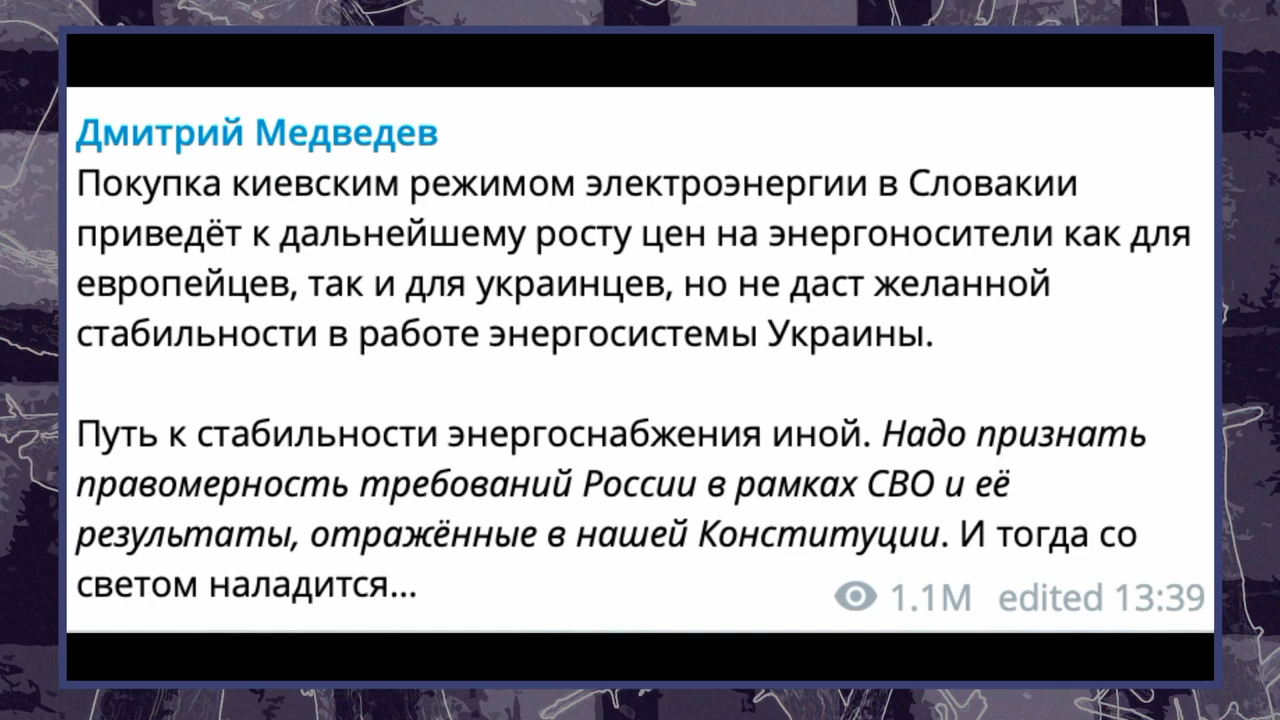 Дмитрий Медведев
Покупка киевским режимом электроэнергии в Словакии
приведёт к дальнейшему росту цен на энергоносители как для
европейцев, так и для украинцев, но не даст желанной
стабильности в работе энергосистемы Украины.
Путь к стабильности энергоснабжения иной. Надо признать
правомерность требований России в рамках СВО и её
результаты, отражённые в нашей Конституции. И тогда со
светом наладится...
1.1M edited 13:39